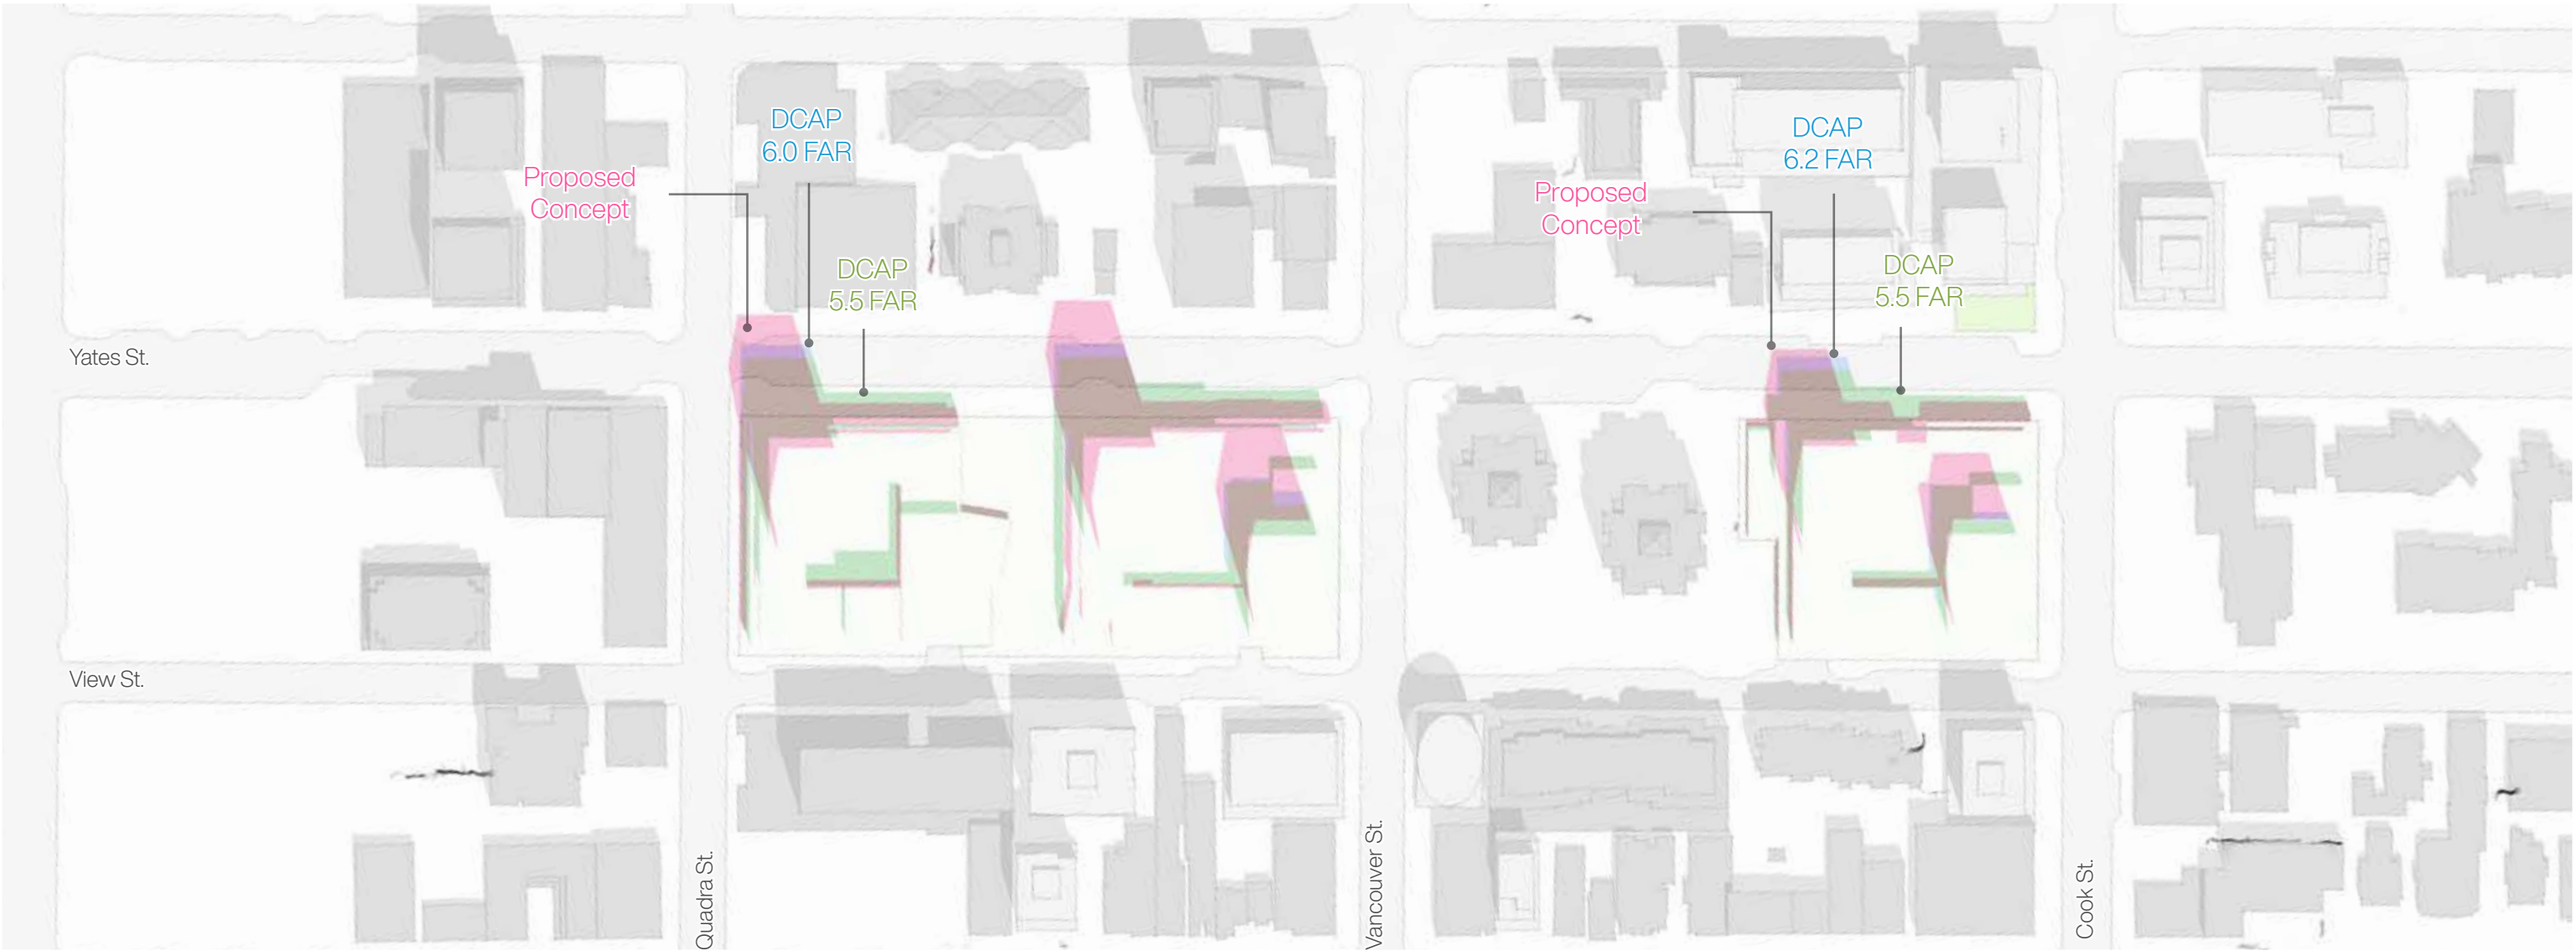 DCAP
6.0 FAR
Proposed
Concept
DCAP
5.5 FAR
DCAP
6.2 FAR
Proposed
Concept
DCAP
5.5 FAR
Yates St.
View St.
Quadra St.
Vancouver St.
Cook St.